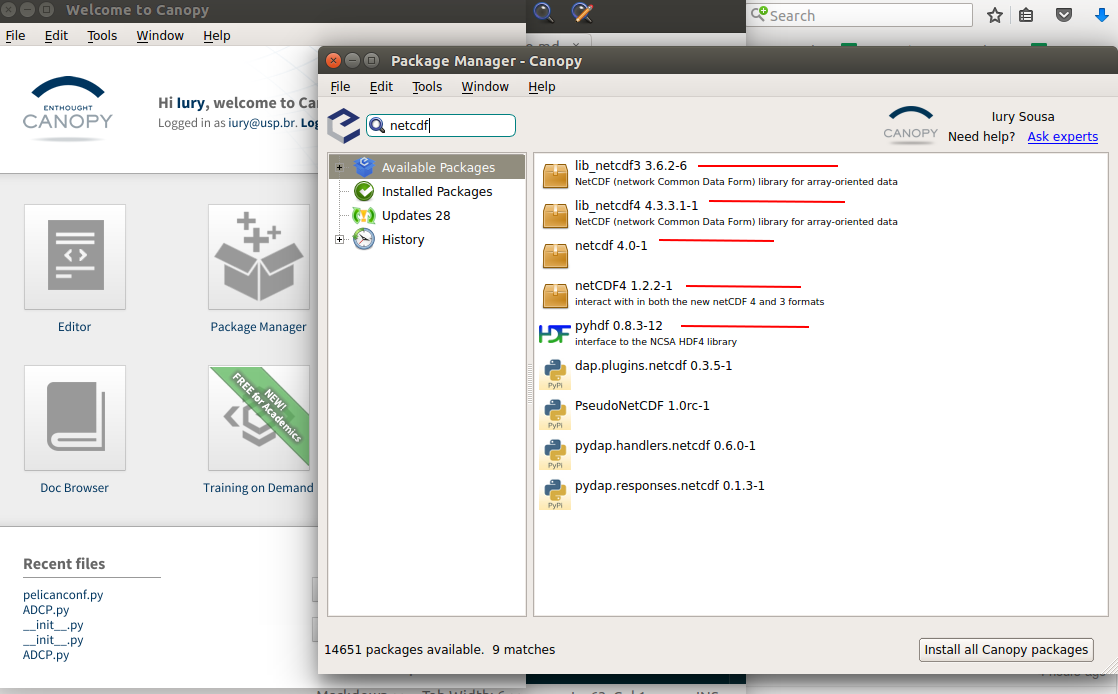 Welcome to Canopy
File Edit Tools Window Help
ENTHOUGHT
CANOPY
Hi Iury, welcome to Ca
Logged in as iury@usp.br. Log
Editor
Package Manager
NEW!
FREE for Academics
Doc Browser
Training on Demand
Recent files
pelicanconf.py
ADCP.py
__init__.py
__init__.py
ADCP.py
Search
Package Manager - Canopy
File Edit Tools Window Help
netcdf
CANOPY
Iury Sousa
Need help? Ask experts
Available Packages
Installed Packages
Updates 28
History
lib_netcdf3 3.6.2-6
NetCDF (network Common Data Form) library for array-oriented data
lib_netcdf4 4.3.3.1-1
NetCDF (network Common Data Form) library for array-oriented data
netcdf 4.0-1
netCDF4 1.2.2-1
interact with in both the new netCDF 4 and 3 formats
HDF
pyhdf 0.8.3-12
interface to the NCSA HDF4 library
PyPi
dap.plugins.netcdf 0.3.5-1
PyPi
PseudoNetCDF 1.0rc-1
PyPi
pydap.handlers.netcdf 0.6.0-1
PyPi
pydap.responses.netcdf 0.1.3-1
14651 packages available. 9 matches
Install all Canopy packages